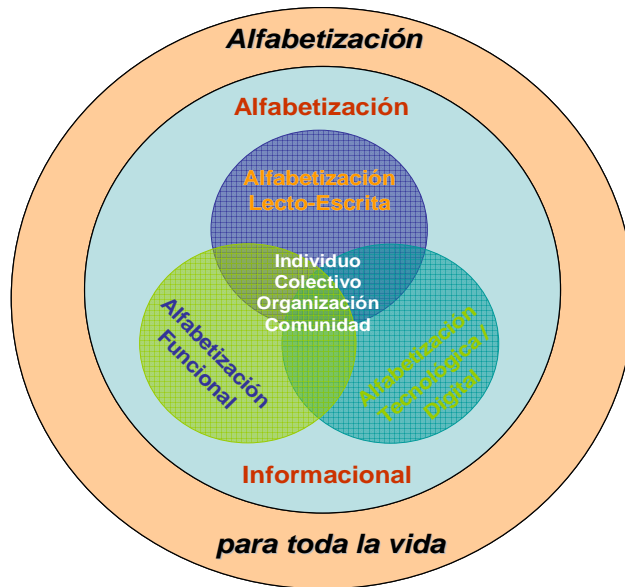 Alfabetización
Alfabetización
Alfabetización
Lecto-Escrita
Individuo
Colectivo
Organización
Comunidad
Alfabetización
Funcional
Alfabetización
Tecnológica /
Digital
Informacional
para toda la vida